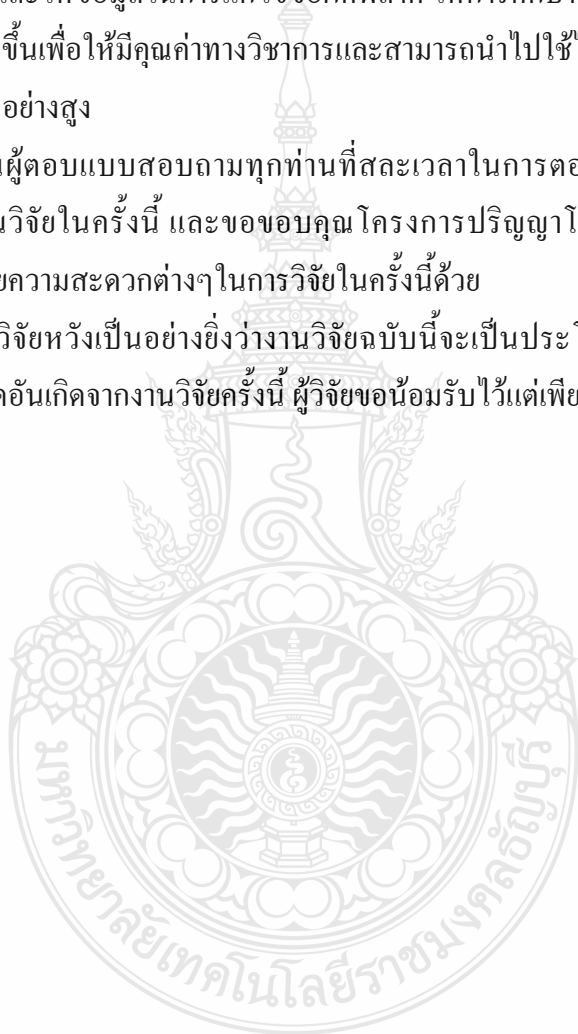 ขึ้นเพื่อให้มีคุณค่าทางวิชาการและสามารถนำไปใช้
อย่างสูง
ผู้ตอบแบบสอบถามทุกท่านที่สละเวลาในการตอ
วิจัยในครั้งนี้ และขอขอบคุณโครงการปริญญาโ
ยความสะดวกต่างๆในการวิจัยในครั้งนี้ด้วย
วิจัยหวังเป็นอย่างยิ่งว่างานวิจัยฉบับนี้จะเป็นประโ
อันเกิดจากงานวิจัยครั้งนี้ ผู้วิจัยขอน้อมรับไว้แต่เพีย
มหาวิทยาลัยเทคโนโลยีราชมงคลธัญบุรี